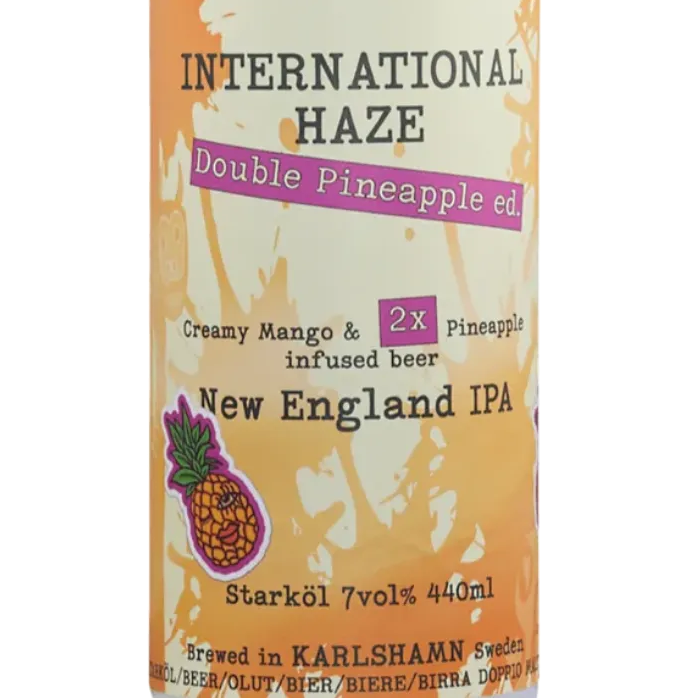 INTERNATIONAL
HAZE
Double Pineapple ed.
Creamy Mango & 2x Pineapple
infused beer
New England IPA
Starköl 7vol% 440ml
Brewed in KARLSHAMN Sweden
/BEER/OLUT/BIER/BIERE/BIRRA DOPPIO